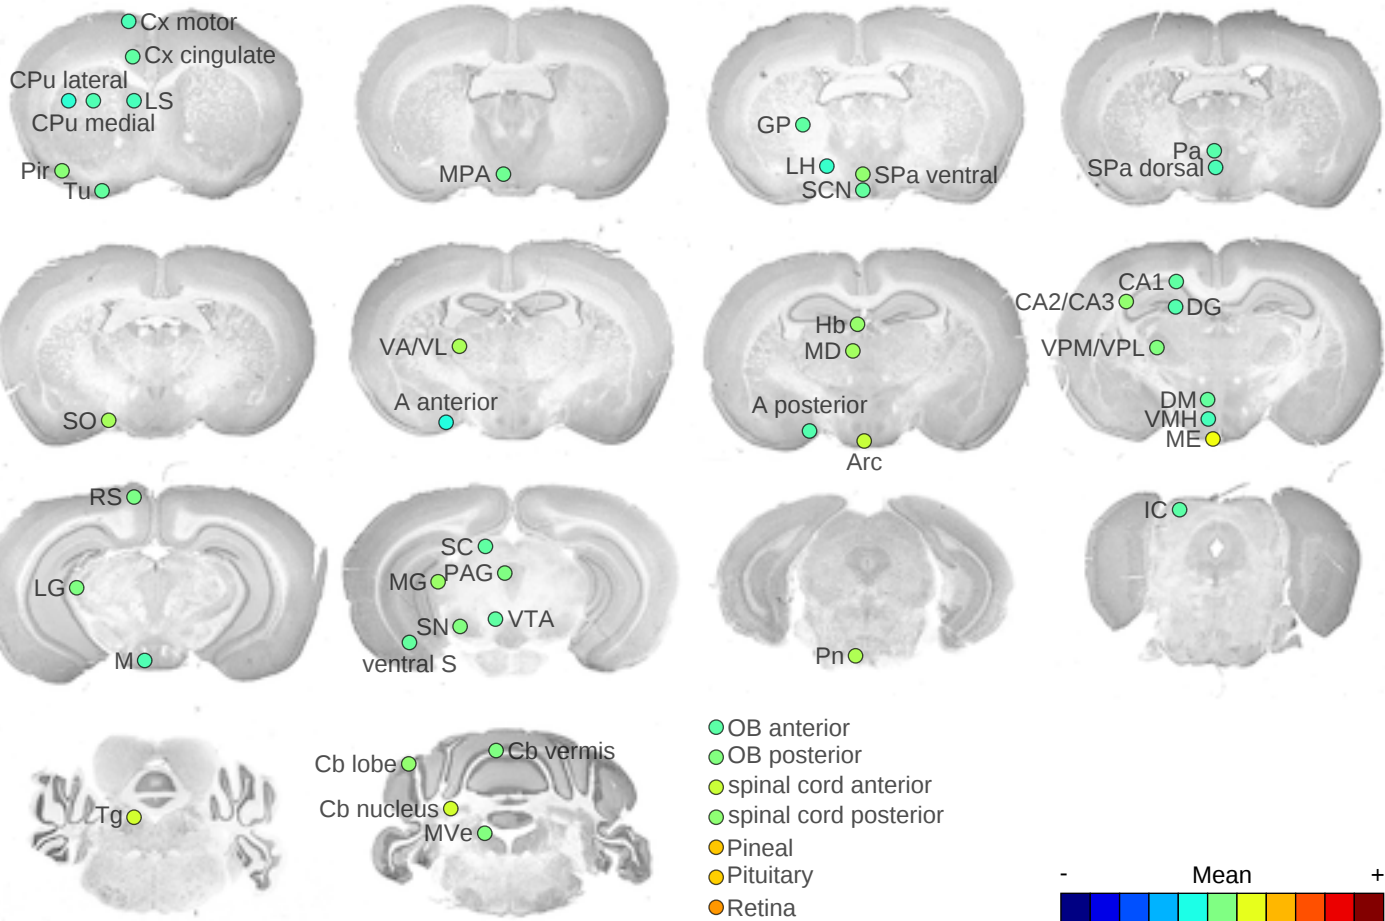 Cx motor
Cx cingulate
CPu lateral
LS
CPu medial
Pir
Tu
MPA
GP
LH
SPa ventral
SCN
Pa
SPa dorsal
SO
VA/VL
A anterior
Hb
MD
A posterior
Arc
CA1
CA2/CA3
DG
VPM/VPL
DM
VMH
ME
RS
LG
M
SC
MG
PAG
SN
VTA
ventral S
Pn
IC
Tg
Cb lobe
Cb vermis
Cb nucleus
MVe
OB anterior
OB posterior
spinal cord anterior
spinal cord posterior
Pineal
Pituitary
Retina
- Mean +